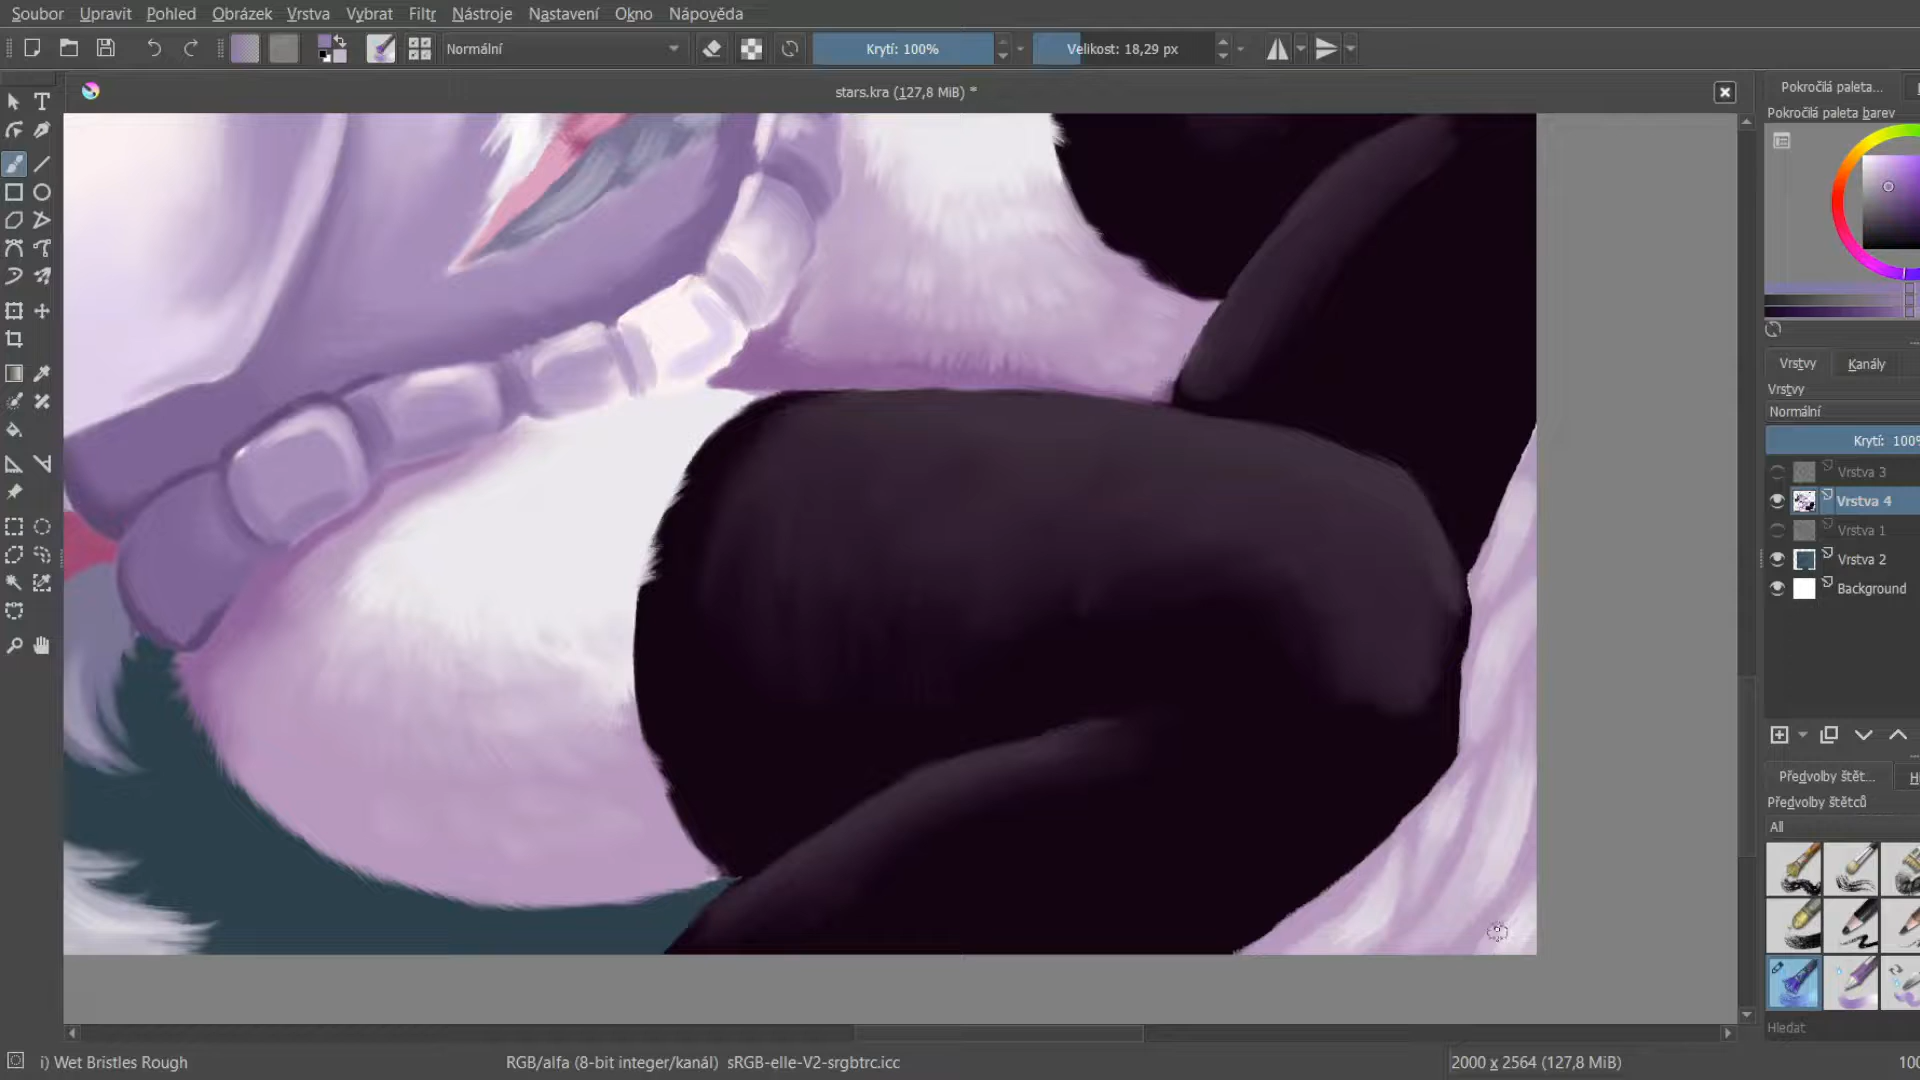 Soubor Upravit Pohled Obrázek Vrstva Vybrat Filtr Nástroje Nastavení Okno Nápověda
Normální Krytí: 100% Velikost: 18,29 px
stars.kra (127,8 MiB) *
Pokročilá paleta...
Pokročilá paleta barev
Vrstvy Kanály
Vrstvy
Normální
Krytí: 100%
Vrstva 3
Vrstva 4
Vrstva 1
Vrstva 2
Background
Předvolby štět...
Předvolby štětců
All
Hledat
i) Wet Bristles Rough RGB/alfa (8-bit integer/kanál) sRGB-elle-V2-srgbtrc.icc 2000 x 2564 (127,8 MiB) 100